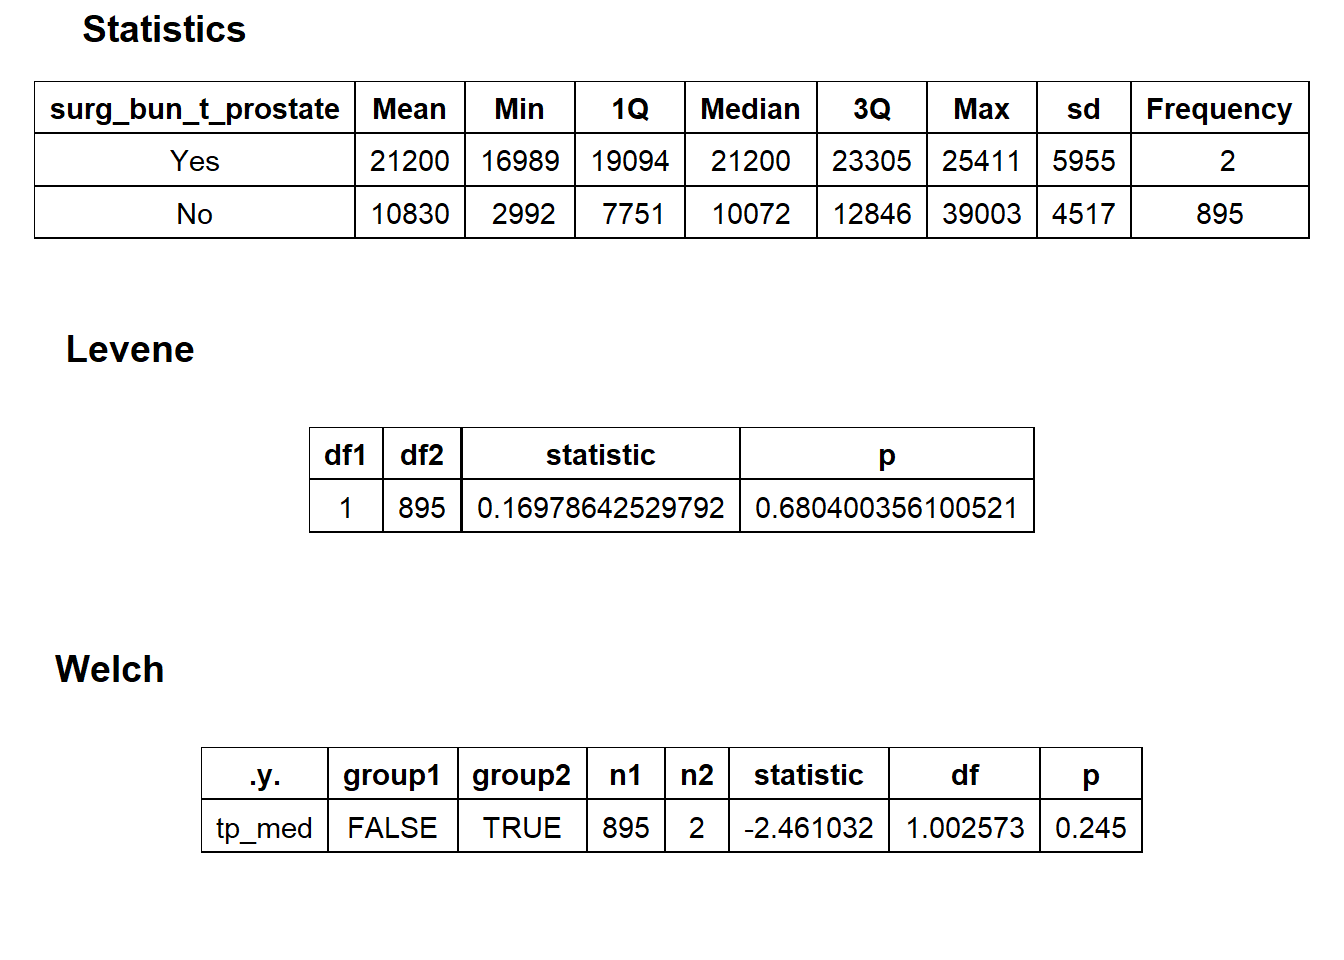 Statistics
surg_bun_t_prostate Mean Min 1Q Median 3Q Max sd Frequency
Yes 21200 16989 19094 21200 23305 25411 5955 2
No 10830 2992 7751 10072 12846 39003 4517 895
Levene
df1 df2 statistic p
1 895 0.16978642529792 0.680400356100521
Welch
.y. group1 group2 n1 n2 statistic df p
tp_med FALSE TRUE 895 2 -2.461032 1.002573 0.245